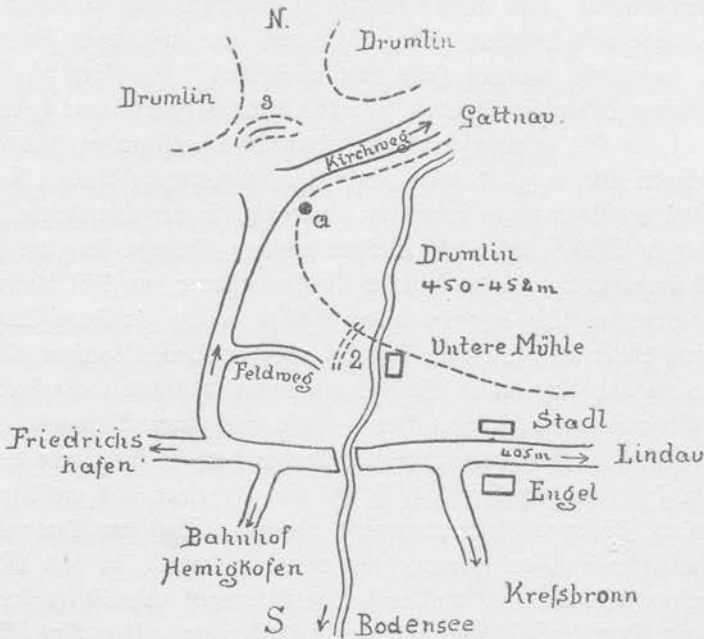 N.
Drumlin
Drumlin
3
Gattnau.
Kirchweg
a
Drumlin
450-458m
2
Untere Mühle
Feldweg
Stadl
Friedrichs
hafen.
405m
Lindau
Engel
Bahnhof
Hemigkofen
Kreſsbronn
S
Bodensee